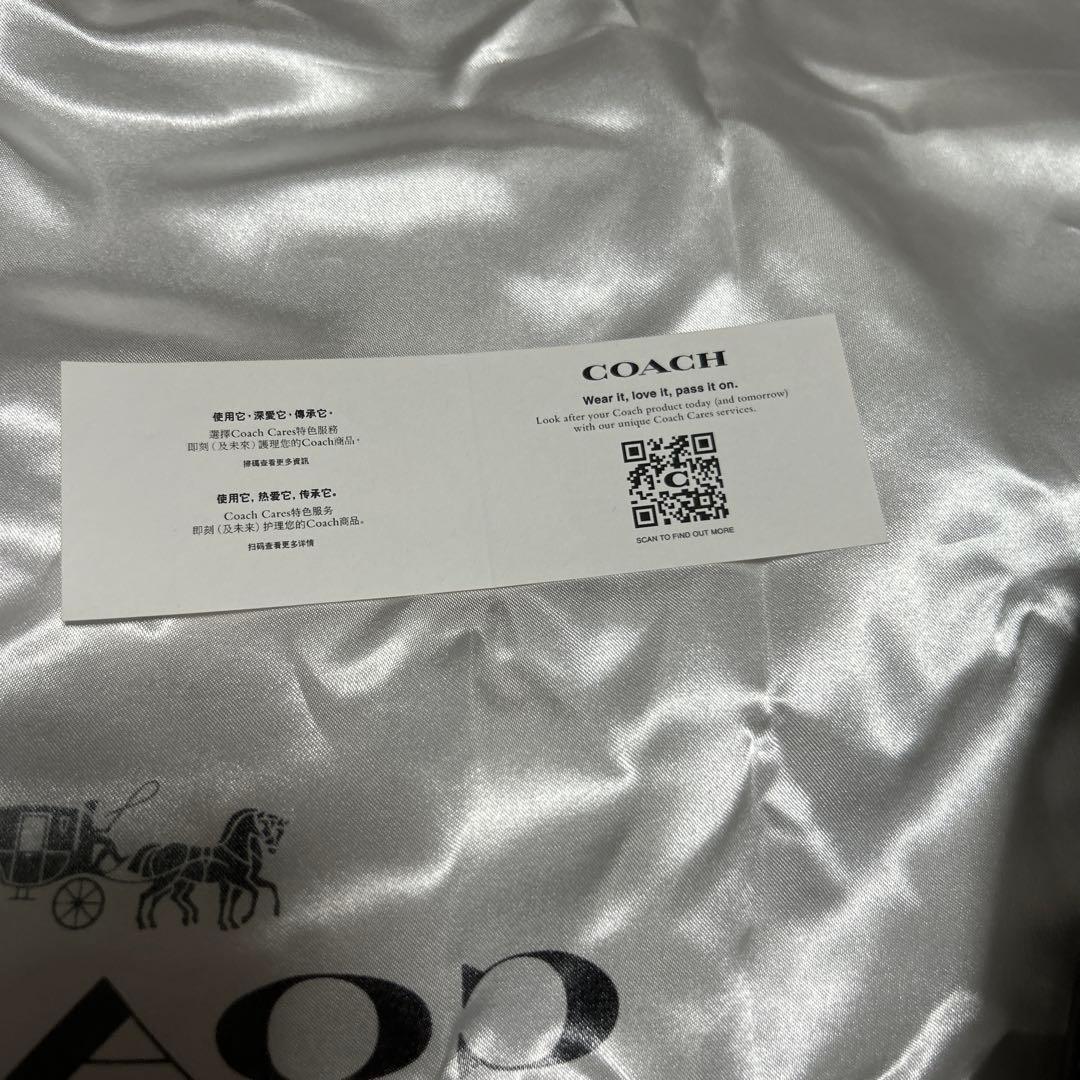 使用它,深愛它,傳承它。
選擇Coach Cares特色服務
即刻(及未來)護理您的Coach商品。
掃碼查看更多資訊
使用它,热爱它,传承它。
Coach Cares特色服务
即刻(及未来)护理您的Coach商品。
扫码查看更多详情
COACH
Wear it, love it, pass it on.
Look after your Coach product today (and tomorrow)
with our unique Coach Cares services.
C
SCAN TO FIND OUT MORE
COA